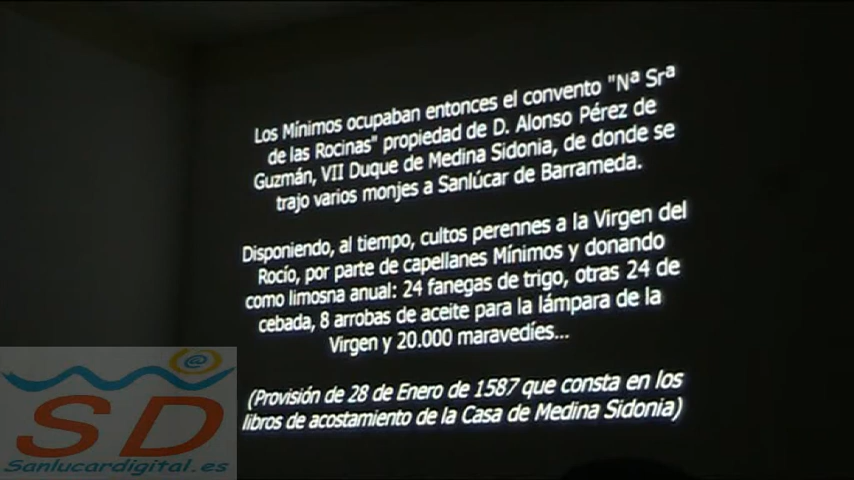 Los Mínimos ocupaban entonces el convento "Nª Srª
de las Rocinas" propiedad de D. Alonso Pérez de
Guzmán, VII Duque de Medina Sidonia, de donde se
trajo varios monjes a Sanlúcar de Barrameda.
Disponiendo, al tiempo, cultos perennes a la Virgen del
Rocío, por parte de capellanes Mínimos y donando
como limosna anual: 24 fanegas de trigo, otras 24 de
cebada, 8 arrobas de aceite para la lámpara de la
Virgen y 20.000 maravedíes...
(Provisión de 28 de Enero de 1587 que consta en los
libros de acostamiento de la Casa de Medina Sidonia)
@
SD
Sanlucardigital.es